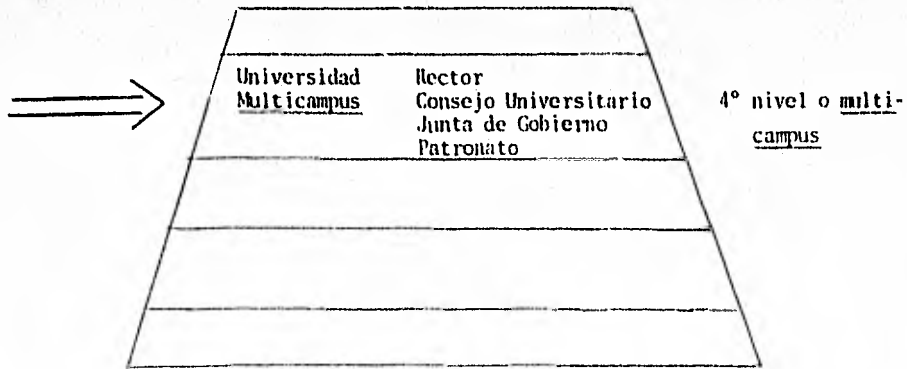 Universidad Rector
Multicampus Consejo Universitario 4° nivel o multi-
Junta de Gobierno campus
Patronato